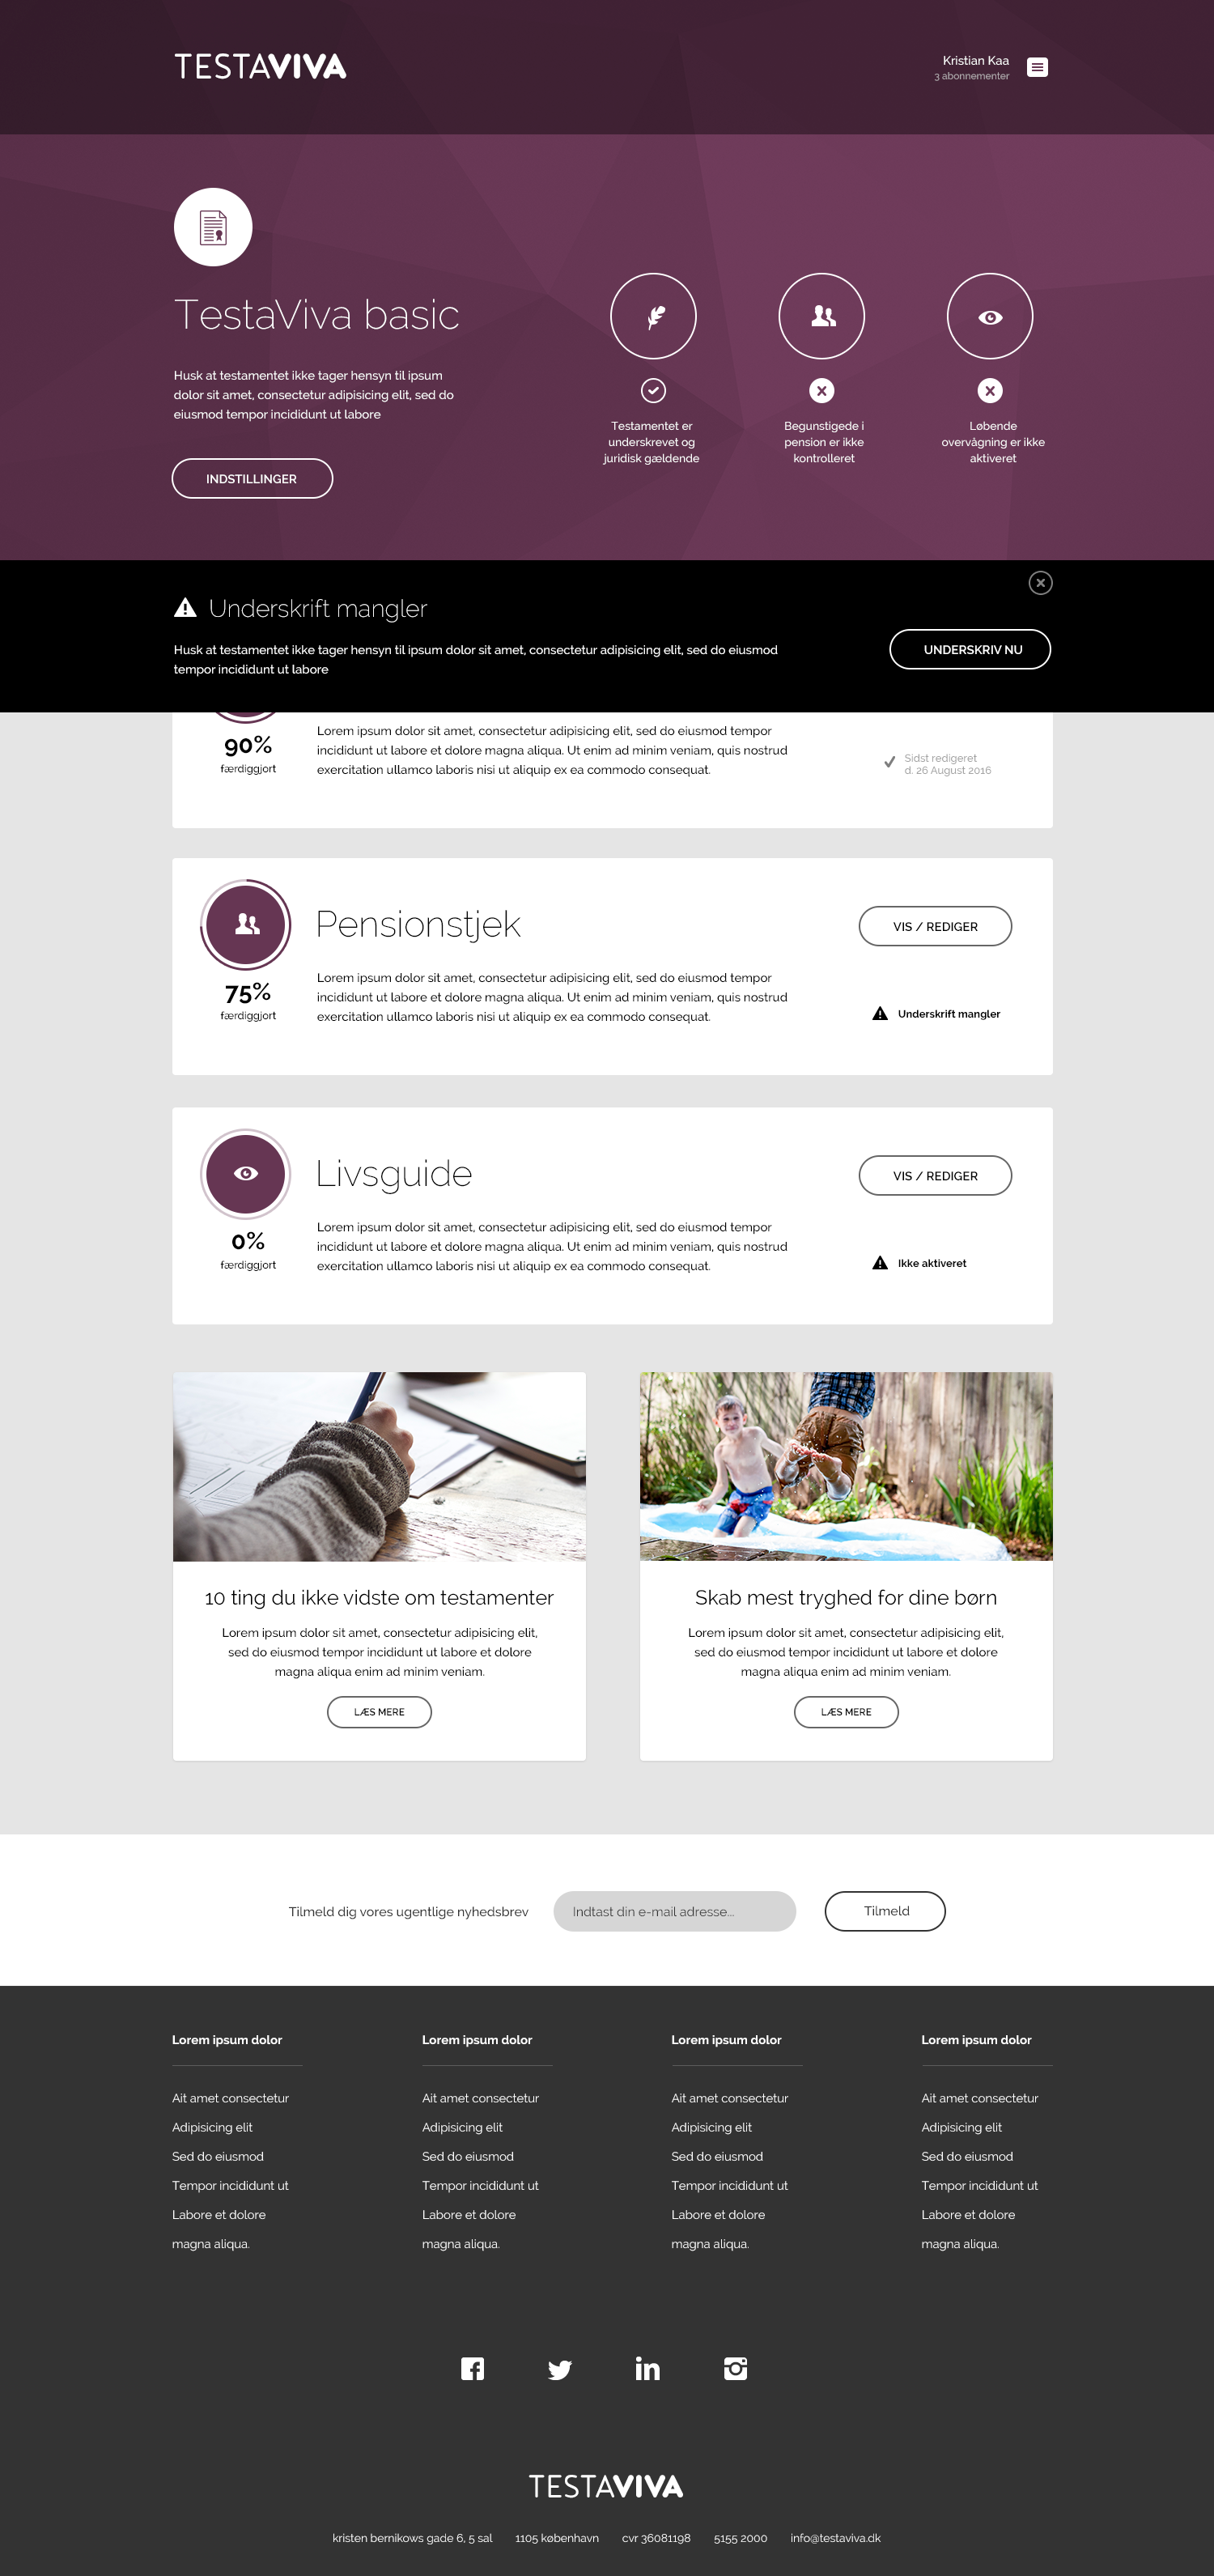 TESTAVIVA
Kristian Kaa
3 abonnementer
TestaViva basic
Husk at testamentet ikke tager hensyn til ipsum
dolor sit amet, consectetur adipisicing elit, sed do
eiusmod tempor incididunt ut labore
INDSTILLINGER
Testamentet er
underskrevet og
juridisk gældende
Begunstigede i
pension er ikke
kontrolleret
Løbende
overvågning er ikke
aktiveret
Underskrift mangler
Husk at testamentet ikke tager hensyn til ipsum dolor sit amet, consectetur adipisicing elit, sed do eiusmod
tempor incididunt ut labore
UNDERSKRIV NU
90%
færdiggjort
Lorem ipsum dolor sit amet, consectetur adipisicing elit, sed do eiusmod tempor
incididunt ut labore et dolore magna aliqua. Ut enim ad minim veniam, quis nostrud
exercitation ullamco laboris nisi ut aliquip ex ea commodo consequat.
Sidst redigeret
d. 26 August 2016
75%
færdiggjort
Pensionstjek
Lorem ipsum dolor sit amet, consectetur adipisicing elit, sed do eiusmod tempor
incididunt ut labore et dolore magna aliqua. Ut enim ad minim veniam, quis nostrud
exercitation ullamco laboris nisi ut aliquip ex ea commodo consequat.
VIS / REDIGER
Underskrift mangler
0%
færdiggjort
Livsguide
Lorem ipsum dolor sit amet, consectetur adipisicing elit, sed do eiusmod tempor
incididunt ut labore et dolore magna aliqua. Ut enim ad minim veniam, quis nostrud
exercitation ullamco laboris nisi ut aliquip ex ea commodo consequat.
VIS / REDIGER
Ikke aktiveret
10 ting du ikke vidste om testamenter
Lorem ipsum dolor sit amet, consectetur adipisicing elit,
sed do eiusmod tempor incididunt ut labore et dolore
magna aliqua enim ad minim veniam.
LÆS MERE
Skab mest tryghed for dine børn
Lorem ipsum dolor sit amet, consectetur adipisicing elit,
sed do eiusmod tempor incididunt ut labore et dolore
magna aliqua enim ad minim veniam.
LÆS MERE
Tilmeld dig vores ugentlige nyhedsbrev
Indtast din e-mail adresse...
Tilmeld
Lorem ipsum dolor
Ait amet consectetur
Adipisicing elit
Sed do eiusmod
Tempor incididunt ut
Labore et dolore
magna aliqua.
Lorem ipsum dolor
Ait amet consectetur
Adipisicing elit
Sed do eiusmod
Tempor incididunt ut
Labore et dolore
magna aliqua.
Lorem ipsum dolor
Ait amet consectetur
Adipisicing elit
Sed do eiusmod
Tempor incididunt ut
Labore et dolore
magna aliqua.
Lorem ipsum dolor
Ait amet consectetur
Adipisicing elit
Sed do eiusmod
Tempor incididunt ut
Labore et dolore
magna aliqua.
TESTAVIVA
kristen bernikows gade 6, 5 sal 1105 københavn cvr 36081198 5155 2000 info@testaviva.dk